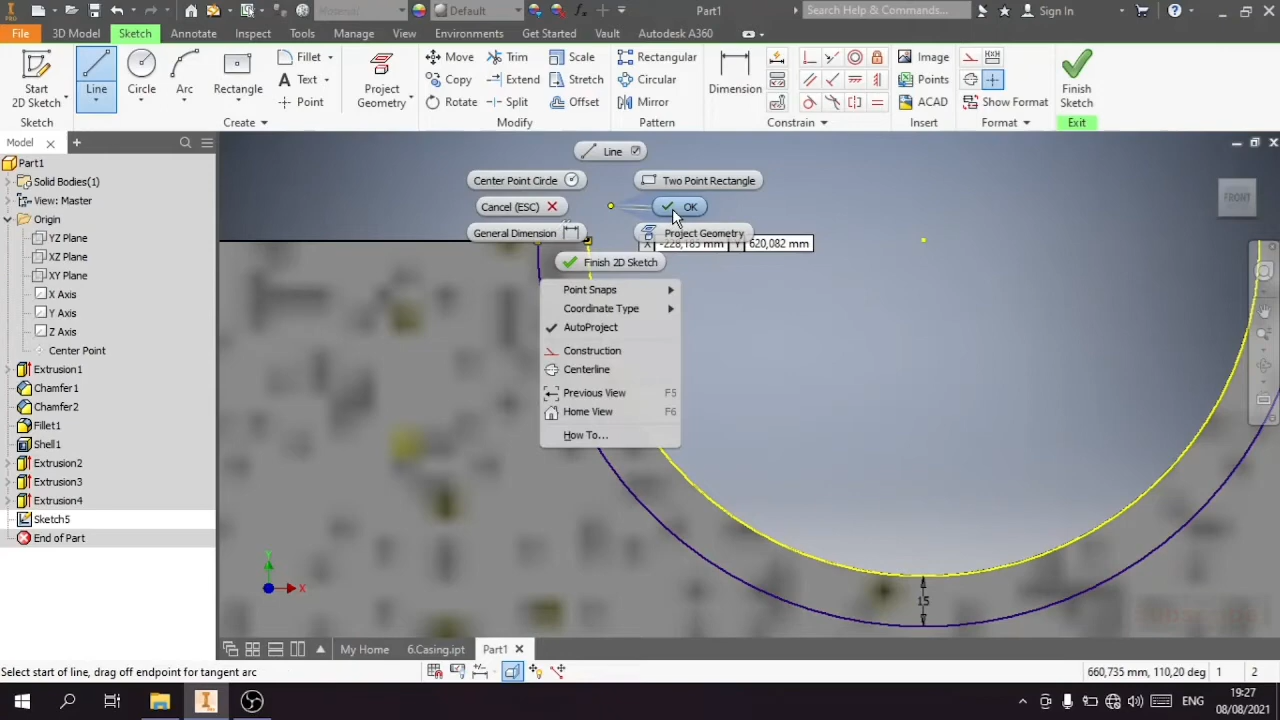 Material
Default
Part1
Search Help & Commands...
Sign In
File
3D Model
Sketch
Annotate
Inspect
Tools
Manage
View
Environments
Get Started
Vault
Autodesk A360
Start
2D Sketch
Line
Circle
Arc
Rectangle
Fillet
Text
Point
Project
Geometry
Move
Copy
Rotate
Trim
Extend
Split
Scale
Stretch
Offset
Rectangular
Circular
Mirror
Dimension
Image
Points
ACAD
Show Format
Finish
Sketch
Sketch
Create
Modify
Pattern
Constrain
Insert
Format
Exit
Model
Part1
Solid Bodies(1)
View: Master
Origin
YZ Plane
XZ Plane
XY Plane
X Axis
Y Axis
Z Axis
Center Point
Extrusion1
Chamfer1
Chamfer2
Fillet1
Shell1
Extrusion2
Extrusion3
Extrusion4
Sketch5
End of Part
Line
Center Point Circle
Two Point Rectangle
Cancel (ESC)
OK
General Dimension
Project Geometry
X -228,185 mm Y 620,082 mm
Finish 2D Sketch
Point Snaps
Coordinate Type
AutoProject
Construction
Centerline
Previous View F5
Home View F6
How To...
FRONT
15
Y
X
My Home
6.Casing.ipt
Part1
Select start of line, drag off endpoint for tangent arc
660,735 mm, 110,20 deg 1 2
ENG
19:27
08/08/2021